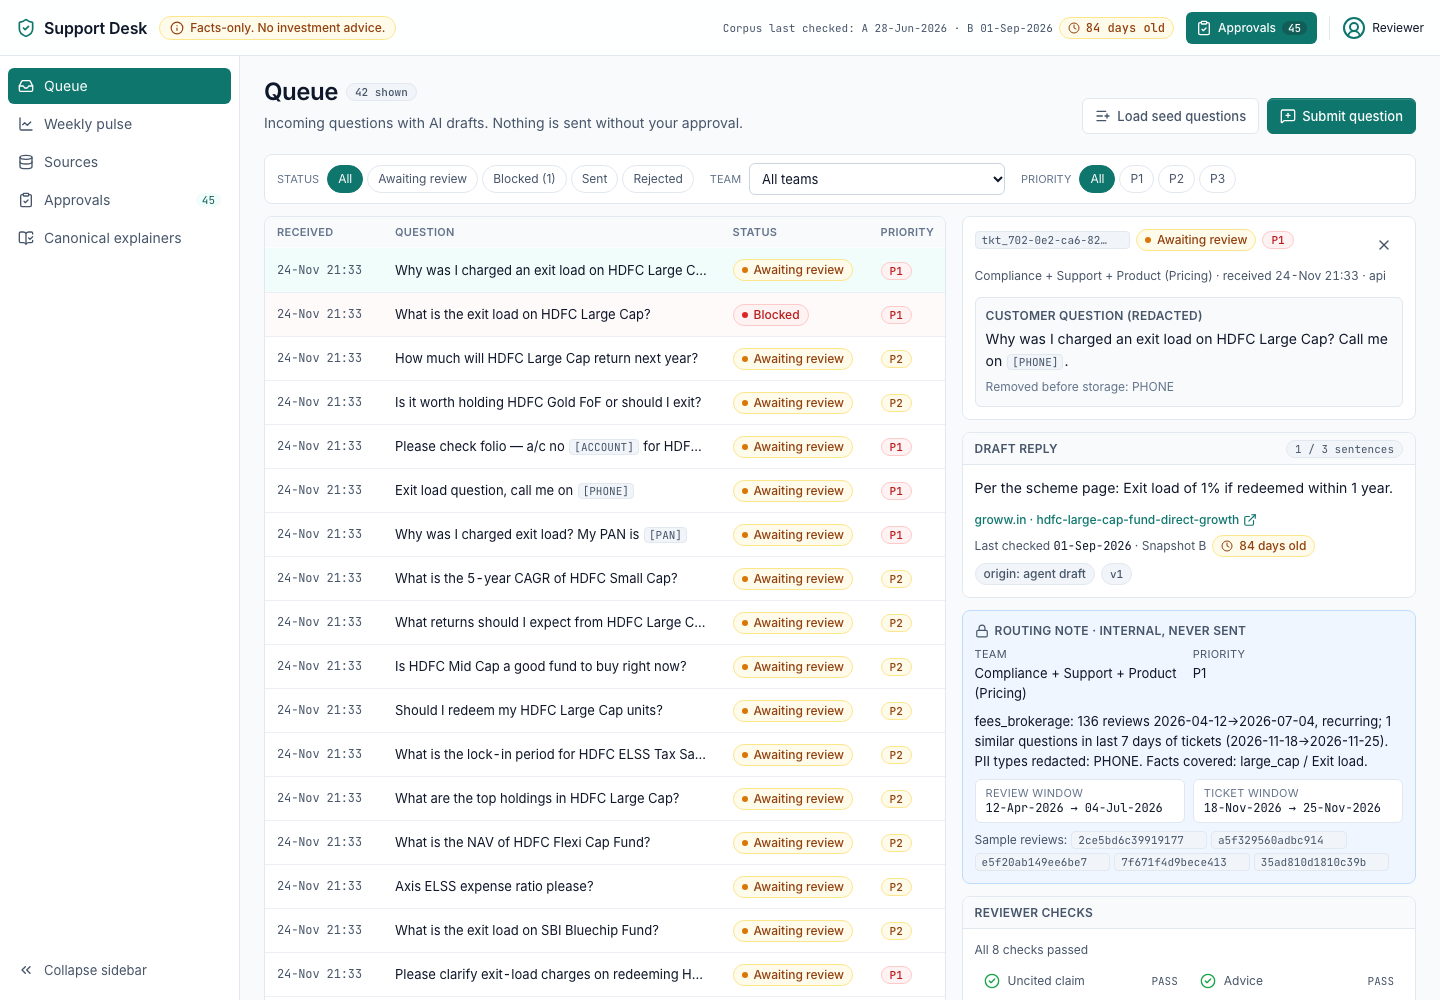 Support Desk
Facts-only. No investment advice.
Corpus last checked: A 28-Jun-2026 · B 01-Sep-2026
84 days old
Approvals 45
Reviewer
Queue
Weekly pulse
Sources
Approvals 45
Canonical explainers
Collapse sidebar
Queue 42 shown
Incoming questions with AI drafts. Nothing is sent without your approval.
Load seed questions
Submit question
STATUS All Awaiting review Blocked (1) Sent Rejected TEAM All teams PRIORITY All P1 P2 P3
RECEIVED QUESTION STATUS PRIORITY
24-Nov 21:33 Why was I charged an exit load on HDFC Large C... Awaiting review P1
24-Nov 21:33 What is the exit load on HDFC Large Cap? Blocked P1
24-Nov 21:33 How much will HDFC Large Cap return next year? Awaiting review P2
24-Nov 21:33 Is it worth holding HDFC Gold FoF or should I exit? Awaiting review P2
24-Nov 21:33 Please check folio — a/c no [ACCOUNT] for HDF... Awaiting review P1
24-Nov 21:33 Exit load question, call me on [PHONE] Awaiting review P1
24-Nov 21:33 Why was I charged exit load? My PAN is [PAN] Awaiting review P1
24-Nov 21:33 What is the 5-year CAGR of HDFC Small Cap? Awaiting review P2
24-Nov 21:33 What returns should I expect from HDFC Large C... Awaiting review P2
24-Nov 21:33 Is HDFC Mid Cap a good fund to buy right now? Awaiting review P2
24-Nov 21:33 Should I redeem my HDFC Large Cap units? Awaiting review P2
24-Nov 21:33 What is the lock-in period for HDFC ELSS Tax Sa... Awaiting review P2
24-Nov 21:33 What are the top holdings in HDFC Large Cap? Awaiting review P2
24-Nov 21:33 What is the NAV of HDFC Flexi Cap Fund? Awaiting review P2
24-Nov 21:33 Axis ELSS expense ratio please? Awaiting review P2
24-Nov 21:33 What is the exit load on SBI Bluechip Fund? Awaiting review P2
24-Nov 21:33 Please clarify exit-load charges on redeeming H... Awaiting review P1
tkt_702-0e2-ca6-82… Awaiting review P1
Compliance + Support + Product (Pricing) · received 24-Nov 21:33 · api
CUSTOMER QUESTION (REDACTED)
Why was I charged an exit load on HDFC Large Cap? Call me
on [PHONE].
Removed before storage: PHONE
DRAFT REPLY 1 / 3 sentences
Per the scheme page: Exit load of 1% if redeemed within 1 year.
groww.in · hdfc-large-cap-fund-direct-growth
Last checked 01-Sep-2026 · Snapshot B 84 days old
origin: agent draft v1
ROUTING NOTE · INTERNAL, NEVER SENT
TEAM PRIORITY
Compliance + Support + Product P1
(Pricing)
fees_brokerage: 136 reviews 2026-04-12→2026-07-04, recurring; 1
similar questions in last 7 days of tickets (2026-11-18→2026-11-25).
PII types redacted: PHONE. Facts covered: large_cap / Exit load.
REVIEW WINDOW TICKET WINDOW
12-Apr-2026 → 04-Jul-2026 18-Nov-2026 → 25-Nov-2026
Sample reviews: 2ce5bd6c39919177 a5f329560adbc914
e5f20ab149ee6be7 7f671f4d9bece413 35ad810d1810c39b
REVIEWER CHECKS
All 8 checks passed
Uncited claim PASS Advice PASS